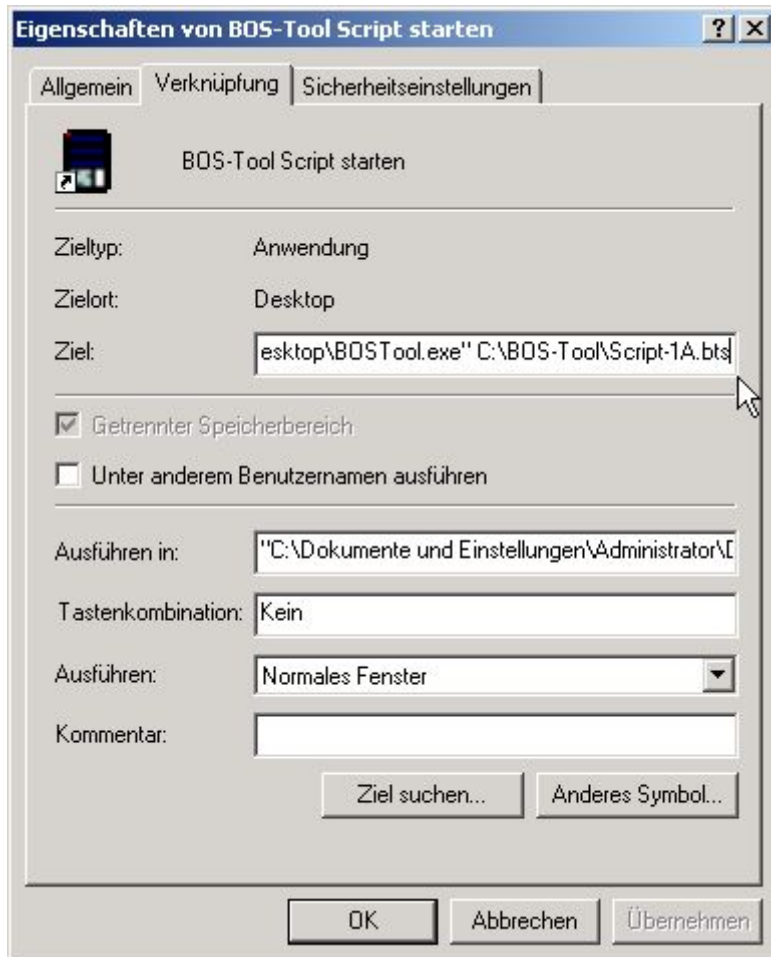 Eigenschaften von BOS-Tool Script starten
Allgemein Verknüpfung Sicherheitseinstellungen
BOS-Tool Script starten
Zieltyp: Anwendung
Zielort: Desktop
Ziel: esktop\BOSTool.exe" C:\BOS-Tool\Script-1A.bts
Getrennter Speicherbereich
Unter anderem Benutzernamen ausführen
Ausführen in: "C:\Dokumente und Einstellungen\Administrator\D
Tastenkombination: Kein
Ausführen: Normales Fenster
Kommentar:
Ziel suchen... Anderes Symbol...
OK Abbrechen Übernehmen